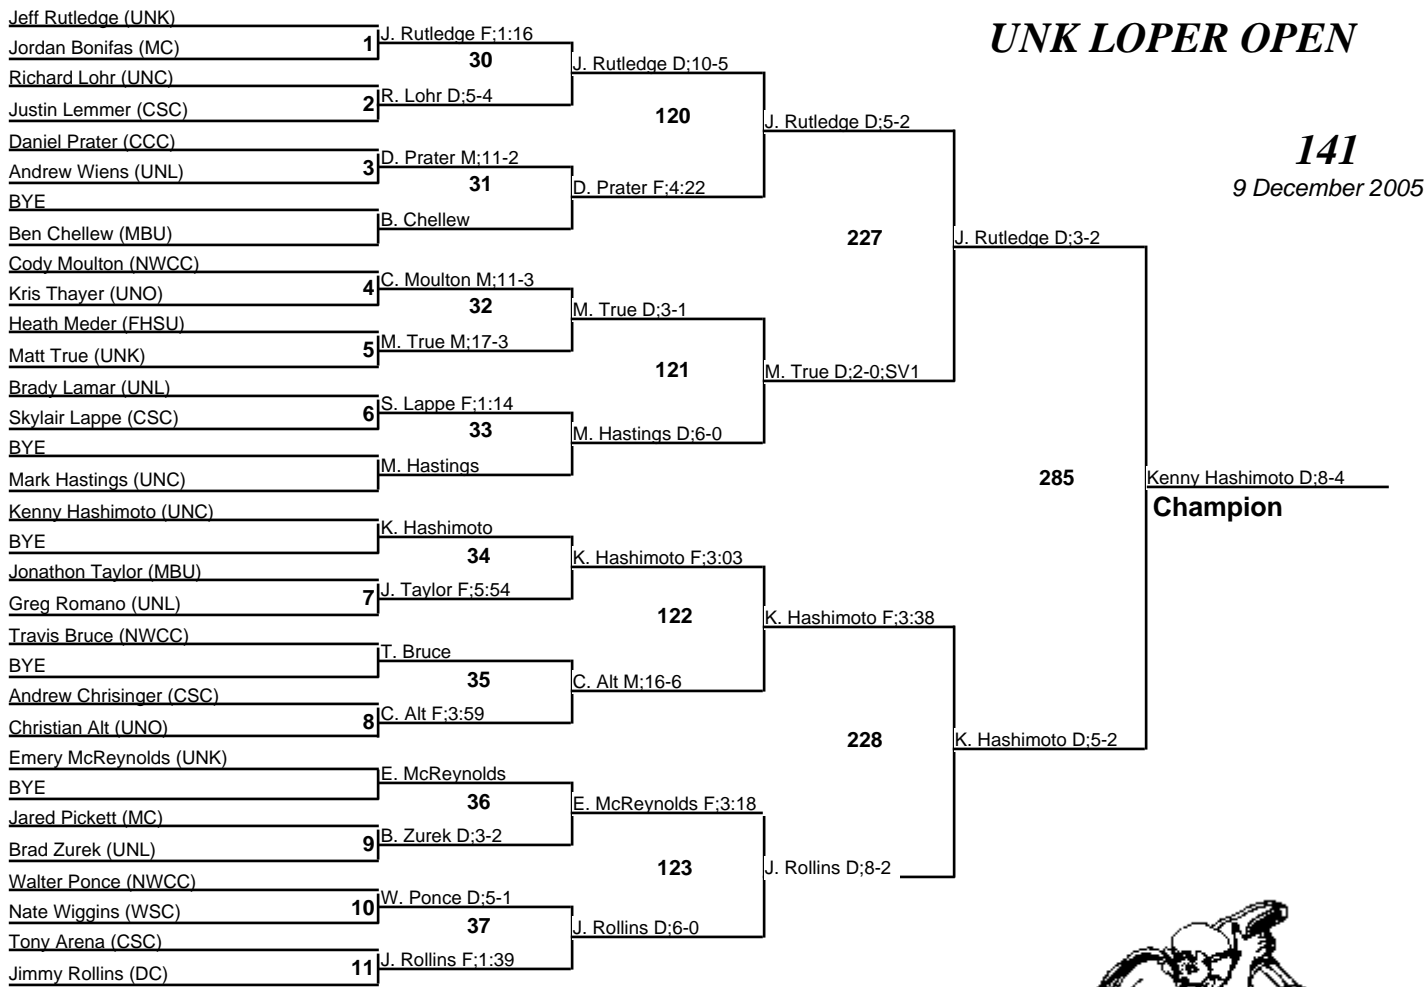 UNK LOPER OPEN
141
9 December 2005
Jeff Rutledge (UNK)
Jordan Bonifas (MC)
Richard Lohr (UNC)
Justin Lemmer (CSC)
Daniel Prater (CCC)
Andrew Wiens (UNL)
BYE
Ben Chellew (MBU)
Cody Moulton (NWCC)
Kris Thayer (UNO)
Heath Meder (FHSU)
Matt True (UNK)
Brady Lamar (UNL)
Skylair Lappe (CSC)
BYE
Mark Hastings (UNC)
Kenny Hashimoto (UNC)
BYE
Jonathon Taylor (MBU)
Greg Romano (UNL)
Travis Bruce (NWCC)
BYE
Andrew Chrisinger (CSC)
Christian Alt (UNO)
Emery McReynolds (UNK)
BYE
Jared Pickett (MC)
Brad Zurek (UNL)
Walter Ponce (NWCC)
Nate Wiggins (WSC)
Tony Arena (CSC)
Jimmy Rollins (DC)
1 J. Rutledge F;1:16
30
2 R. Lohr D;5-4
3 D. Prater M;11-2
31
B. Chellew
4 C. Moulton M;11-3
32
5 M. True M;17-3
6 S. Lappe F;1:14
33
M. Hastings
K. Hashimoto
34
7 J. Taylor F;5:54
T. Bruce
35
8 C. Alt F;3:59
E. McReynolds
36
9 B. Zurek D;3-2
10 W. Ponce D;5-1
37
11 J. Rollins F;1:39
J. Rutledge D;10-5
120
D. Prater F;4:22
M. True D;3-1
121
M. Hastings D;6-0
K. Hashimoto F;3:03
122
C. Alt M;16-6
E. McReynolds F;3:18
123
J. Rollins D;6-0
J. Rutledge D;5-2
227
M. True D;2-0;SV1
K. Hashimoto F;3:38
228
J. Rollins D;8-2
J. Rutledge D;3-2
285
K. Hashimoto D;5-2
Kenny Hashimoto D;8-4
Champion